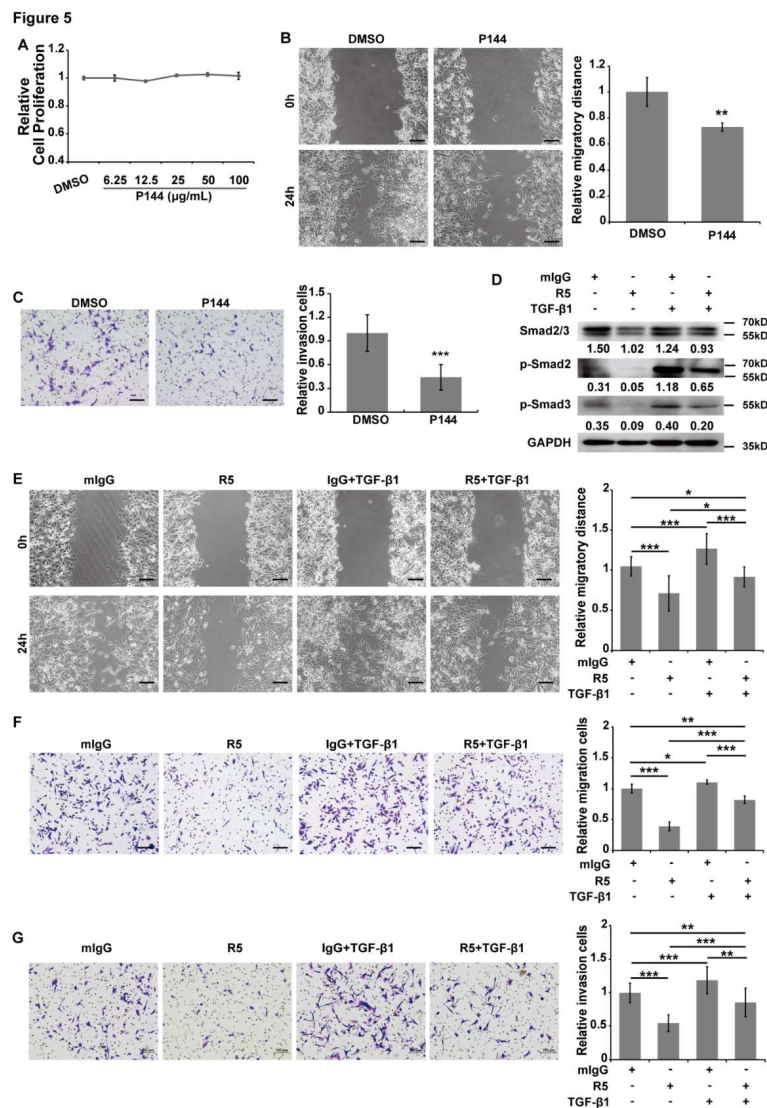 Figure 5
A
Relative
Cell Proliferation
1.2
1
0.8
0.6
0.4
DMSO
6.25 12.5 25 50 100
P144 (μg/mL)
B
DMSO P144
0h
24h
Relative migratory distance
1.2
1
0.8
0.6
0.4
0.2
0
**
DMSO P144
C
DMSO P144
Relative invasion cells
1.5
1.2
0.9
0.6
0.3
0
***
DMSO P144
D
mIgG + - + -
R5 - + - +
TGF-β1 - - + +
Smad2/3
70kD
55kD
1.50 1.02 1.24 0.93
p-Smad2
70kD
55kD
0.31 0.05 1.18 0.65
p-Smad3
55kD
0.35 0.09 0.40 0.20
GAPDH
35kD
E
mIgG R5 IgG+TGF-β1 R5+TGF-β1
0h
24h
Relative migratory distance
2
1.5
1
0.5
0
*
*
*** ***
***
mIgG + - + -
R5 - + - +
TGF-β1 - - + +
F
mIgG R5 IgG+TGF-β1 R5+TGF-β1
Relative migration cells
2
1.5
1
0.5
0
**
***
* ***
***
mIgG + - + -
R5 - + - +
TGF-β1 - - + +
G
mIgG R5 IgG+TGF-β1 R5+TGF-β1
Relative invasion cells
2
1.5
1
0.5
0
**
***
*** **
***
mIgG + - + -
R5 - + - +
TGF-β1 - - + +